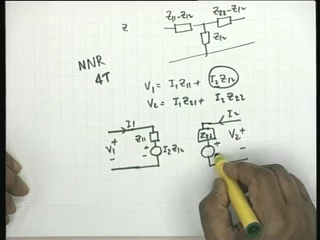 Z
Z11-Z12
Z22-Z12
Z12
NNR
4T
V1 = I1Z11 + I2Z12
V2 = I1Z21 + I2Z22
I1
V1
+
-
Z11
+
-
I2Z12
I2
Z22
+
V2
+
-